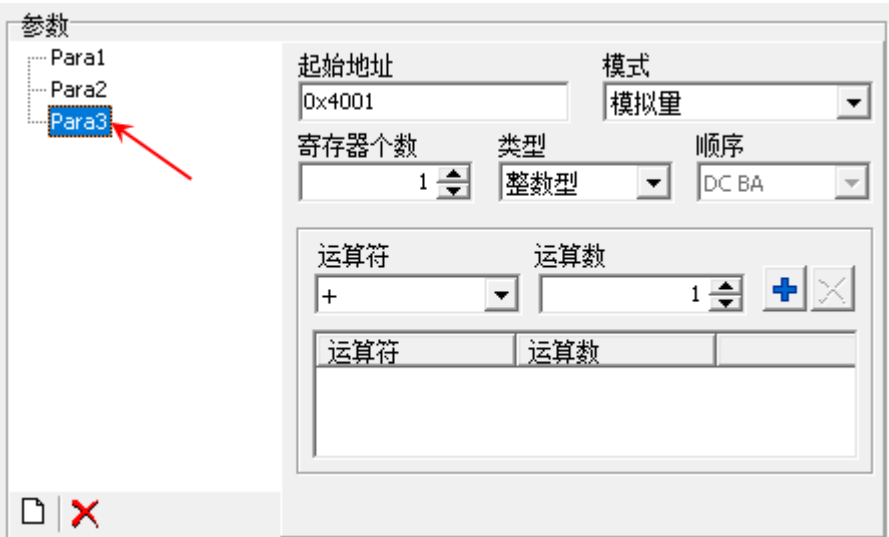 参数
Para1
Para2
Para3
起始地址 模式
0x4001 模拟量
寄存器个数 类型 顺序
1 整数型 DC BA
运算符 运算数
+ 1
运算符 运算数